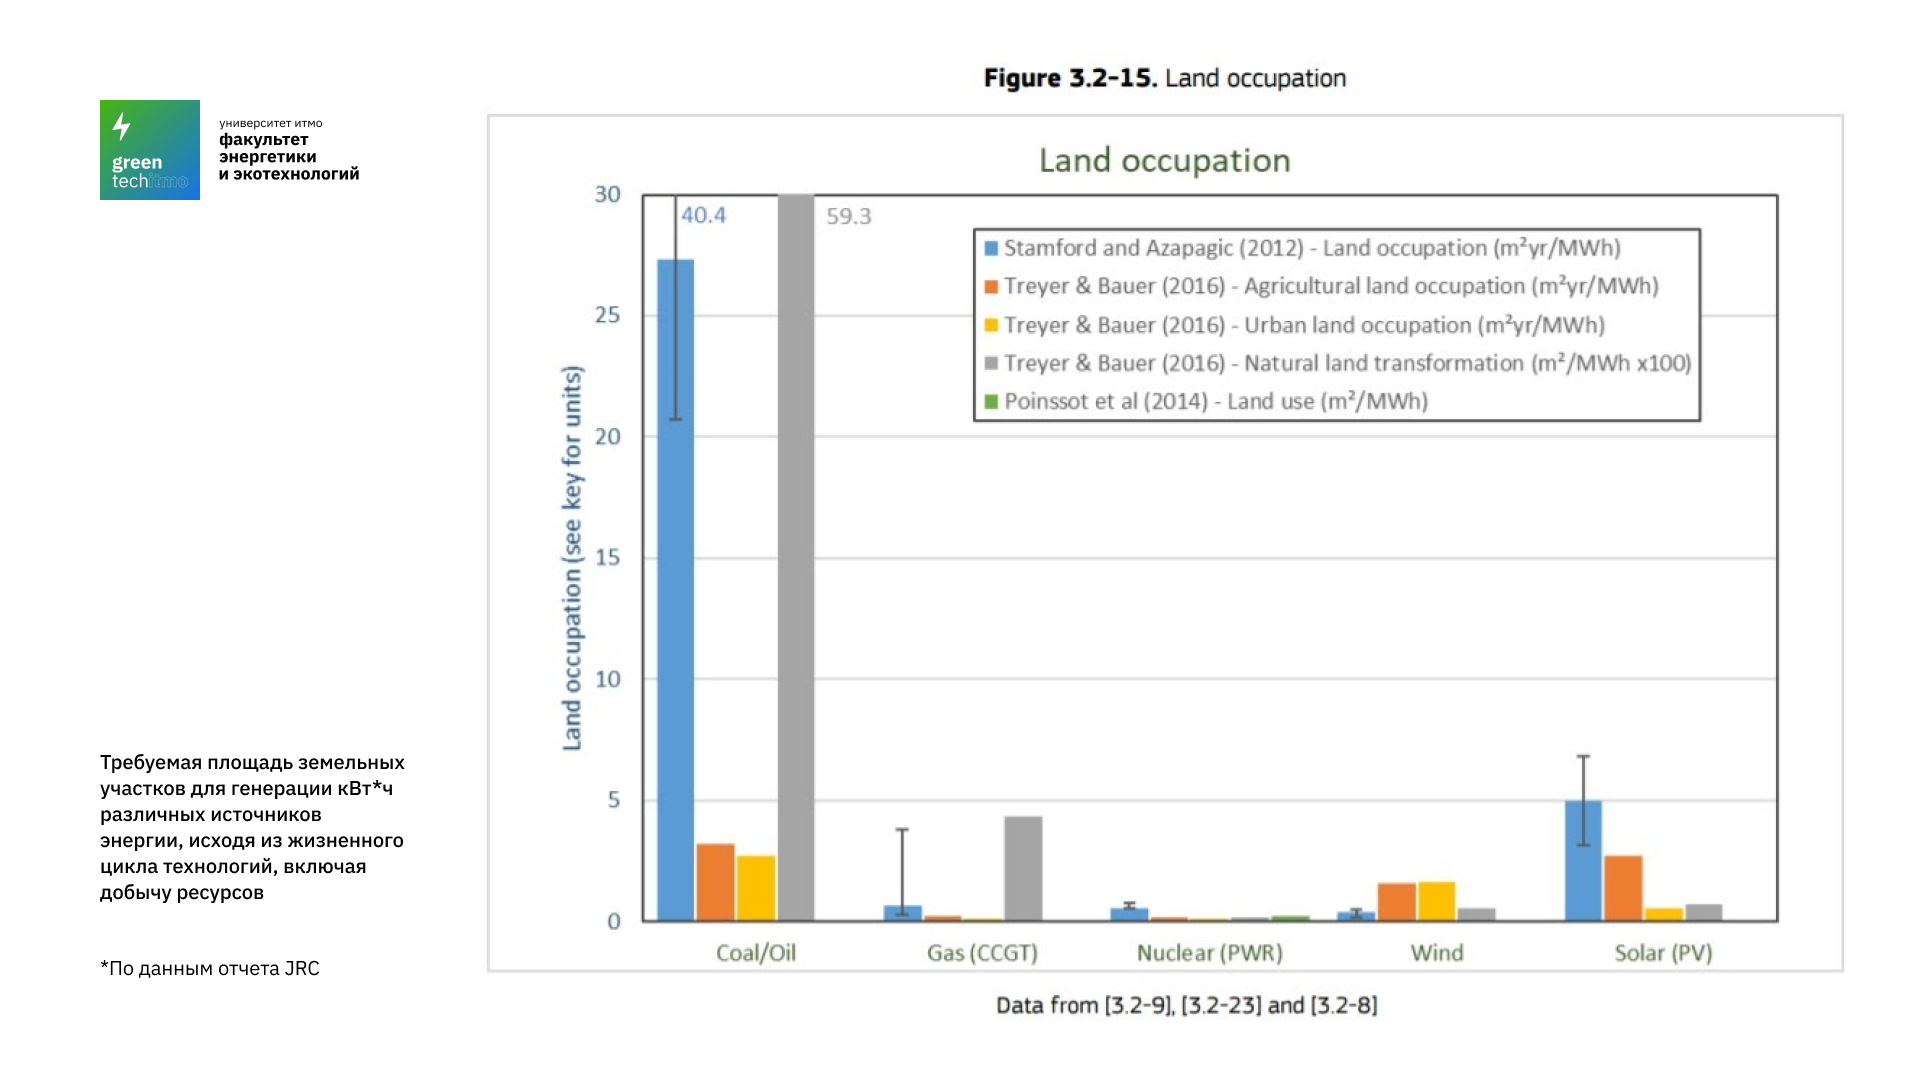 Figure 3.2-15. Land occupation
green
techitmo
университет итмо
факультет
энергетики
и экотехнологий
Land occupation
30
25
20
15
10
5
0
Land occupation (see key for units)
40.4
59.3
Stamford and Azapagic (2012) - Land occupation (m²yr/MWh)
Treyer & Bauer (2016) - Agricultural land occupation (m²yr/MWh)
Treyer & Bauer (2016) - Urban land occupation (m²yr/MWh)
Treyer & Bauer (2016) - Natural land transformation (m²/MWh x100)
Poinssot et al (2014) - Land use (m²/MWh)
Coal/Oil
Gas (CCGT)
Nuclear (PWR)
Wind
Solar (PV)
Data from [3.2-9], [3.2-23] and [3.2-8]
Требуемая площадь земельных
участков для генерации кВт*ч
различных источников
энергии, исходя из жизненного
цикла технологий, включая
добычу ресурсов
*По данным отчета JRC